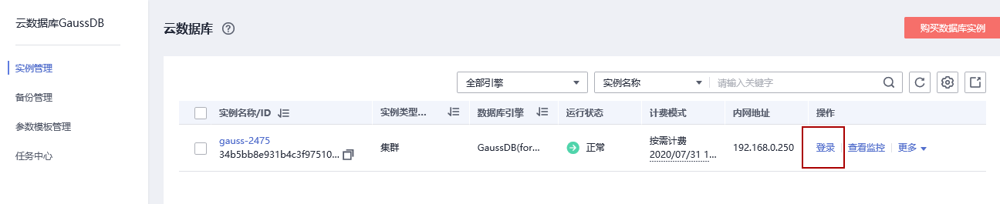 云数据库GaussDB
实例管理
备份管理
参数模板管理
任务中心
云数据库 ?
购买数据库实例
全部引擎
实例名称
请输入关键字
实例名称/ID 实例类型... 数据库引擎 运行状态 计费模式 内网地址 操作
gauss-2475
34b5bb8e931b4c3f97510...
集群
GaussDB(for...
正常
按需计费
2020/07/31 1...
192.168.0.250
登录 查看监控 更多